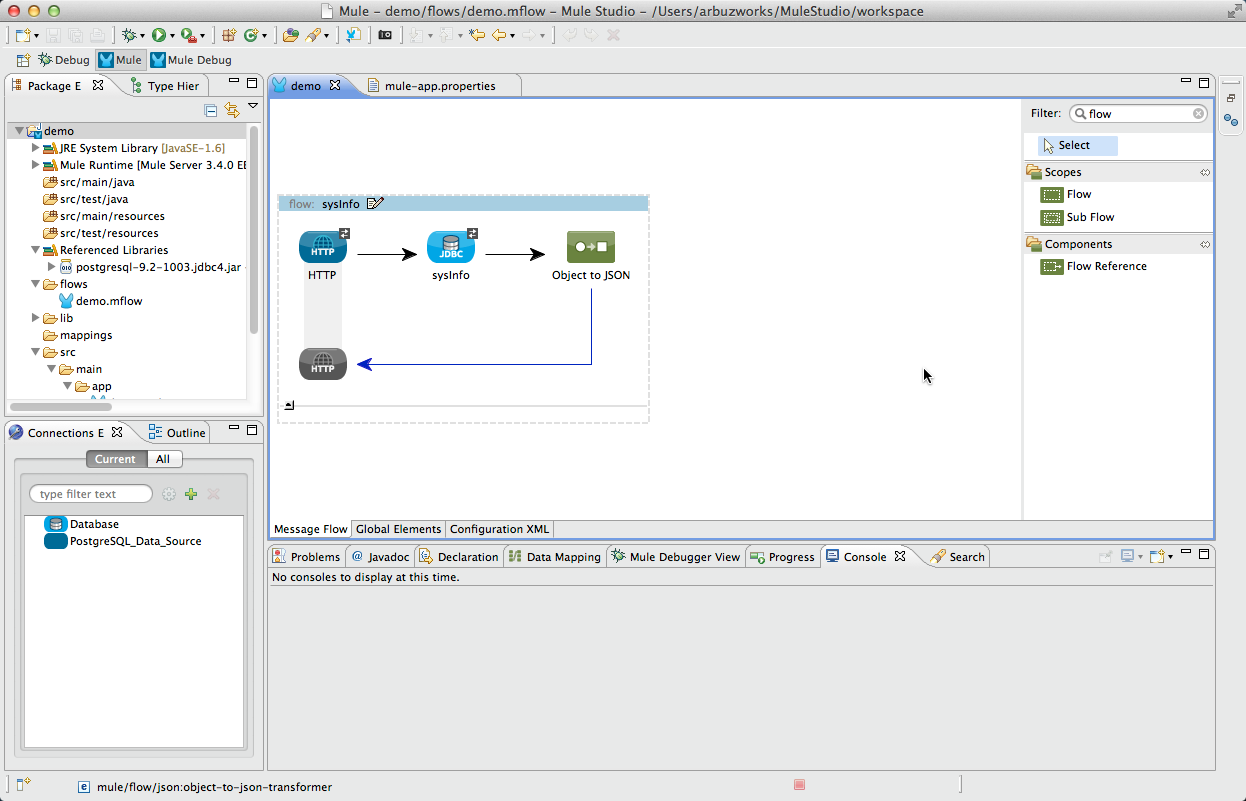 Mule – demo/flows/demo.mflow – Mule Studio – /Users/arbuzworks/MuleStudio/workspace
Debug Mule Mule Debug
Package E Type Hier
demo
JRE System Library [JavaSE-1.6]
Mule Runtime [Mule Server 3.4.0 EE
src/main/java
src/test/java
src/main/resources
src/test/resources
Referenced Libraries
postgresql-9.2-1003.jdbc4.jar -
flows
demo.mflow
lib
mappings
src
main
app
Connections E Outline
Current All
type filter text
Database
PostgreSQL_Data_Source
demo mule-app.properties
flow: sysInfo
HTTP
HTTP
JDBC
sysInfo
Object to JSON
HTTP
Filter: flow
Select
Scopes
Flow
Sub Flow
Components
Flow Reference
Message Flow Global Elements Configuration XML
Problems @ Javadoc Declaration Data Mapping Mule Debugger View Progress Console Search
No consoles to display at this time.
e mule/flow/json:object-to-json-transformer